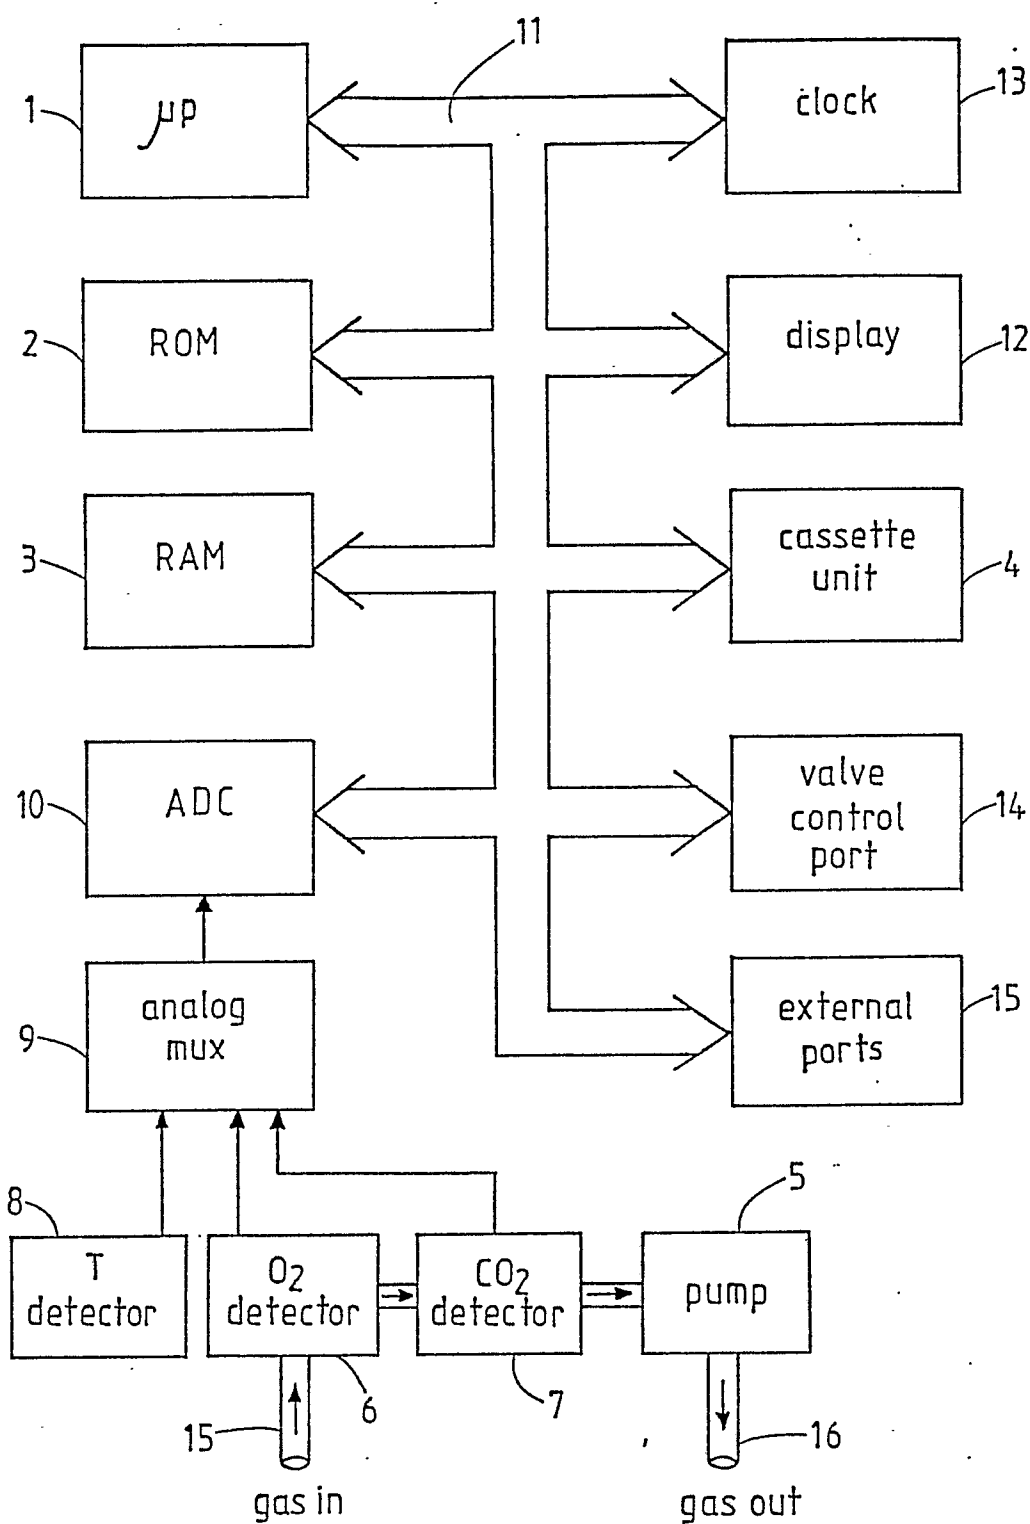 11
1
μp
clock
13
2
ROM
display
12
3
RAM
cassette
unit
4
10
ADC
valve
control
port
14
9
analog
mux
external
ports
15
8
T
detector
O2
detector
CO2
detector
5
pump
6
7
15
16
gas in
gas out